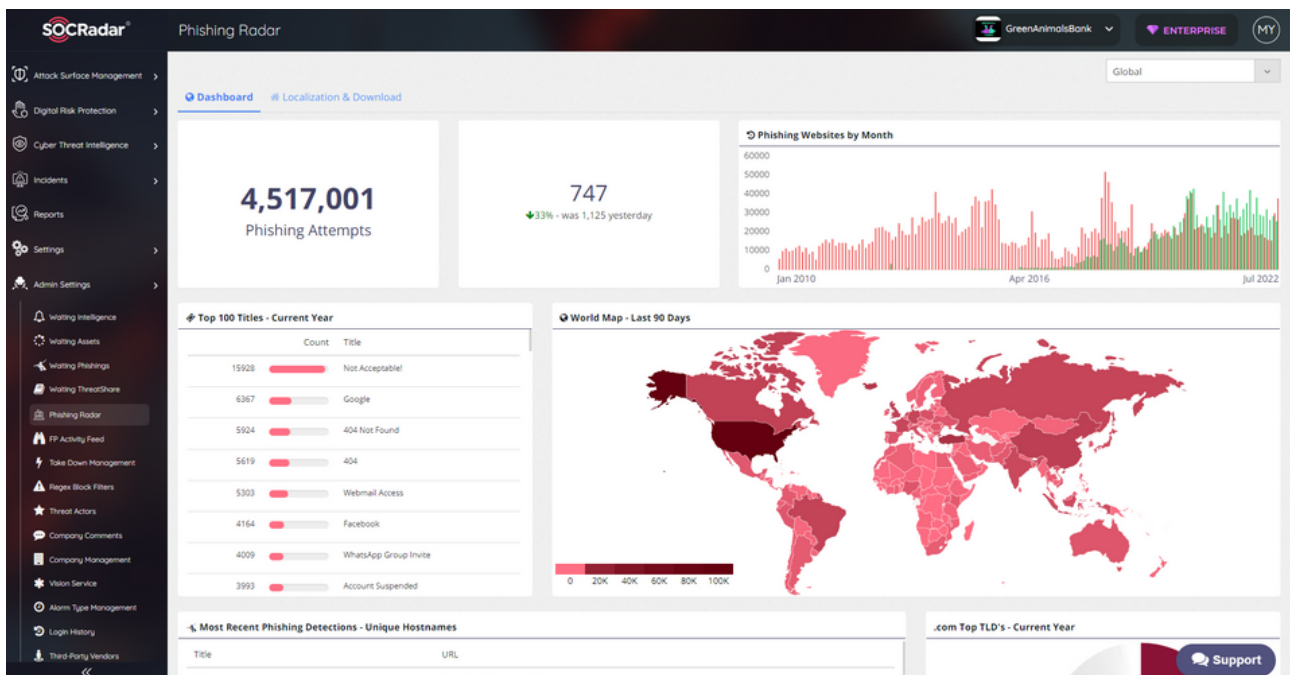 SOCRadar®
Phishing Radar
GreenAnimalsBank
ENTERPRISE
MY
Attack Surface Management
Digital Risk Protection
Cyber Threat Intelligence
Incidents
Reports
Settings
Admin Settings
Waiting Intelligence
Waiting Assets
Waiting Phishings
Waiting ThreatShare
Phishing Radar
FP Activity Feed
Take Down Management
Regex Block Filters
Threat Actors
Company Comments
Company Management
Vision Service
Alarm Type Management
Login History
Third-Party Vendors
Global
Dashboard
Localization & Download
4,517,001
Phishing Attempts
747
33% - was 1,125 yesterday
Phishing Websites by Month
60000
50000
40000
30000
20000
10000
0
Jan 2010 Apr 2016 Jul 2022
Top 100 Titles - Current Year
Count Title
15928 Not Acceptable!
6367 Google
5924 404 Not Found
5619 404
5303 Webmail Access
4164 Facebook
4009 WhatsApp Group Invite
3993 Account Suspended
World Map - Last 90 Days
0 20K 40K 60K 80K 100K
Most Recent Phishing Detections - Unique Hostnames
Title URL
.com Top TLD's - Current Year
Support